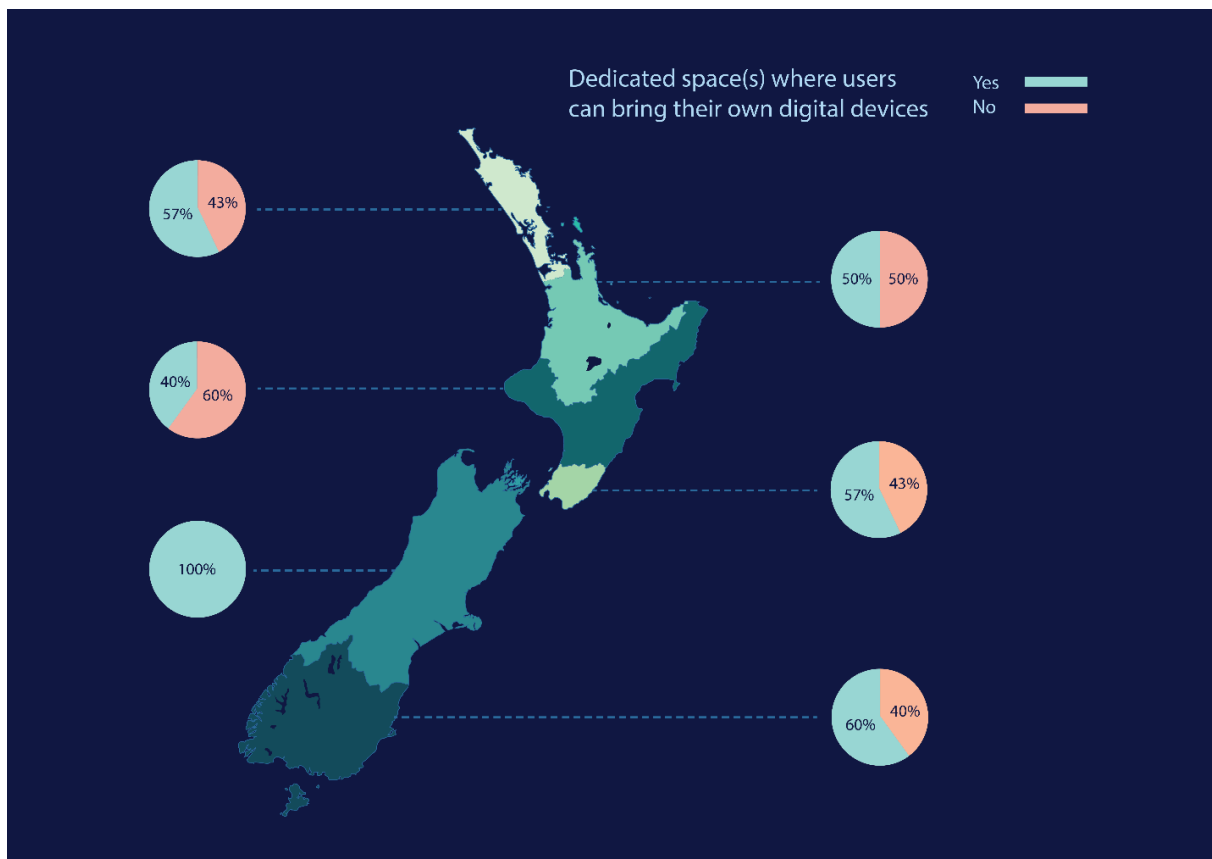 Dedicated space(s) where users
can bring their own digital devices
Yes
No
57%
43%
50%
50%
40%
60%
57%
43%
100%
60%
40%